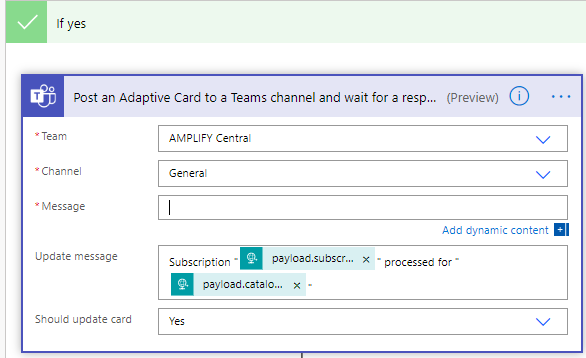 If yes
Post an Adaptive Card to a Teams channel and wait for a resp... (Preview)
* Team
AMPLIFY Central
* Channel
General
* Message
Add dynamic content
Update message
Subscription " payload.subscr... × " processed for "
payload.catalo... × "
Should update card
Yes